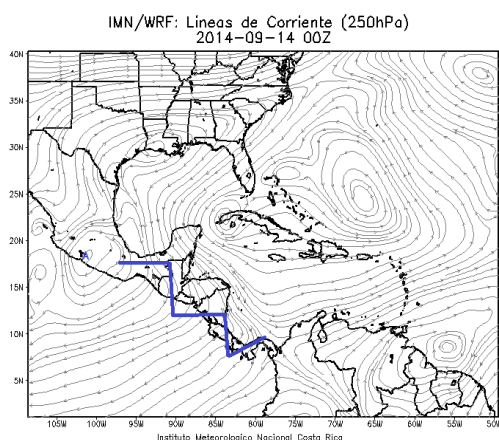 IMN/WRF: Lineas de Corriente (250hPa)
2014-09-14 00Z
40N
35N
30N
25N
20N
A
15N
10N
5N
105W 100W 95W 90W 85W 80W 75W 70W 65W 60W 55W 50W
Instituto Meteorologico Nacional Costa Rica